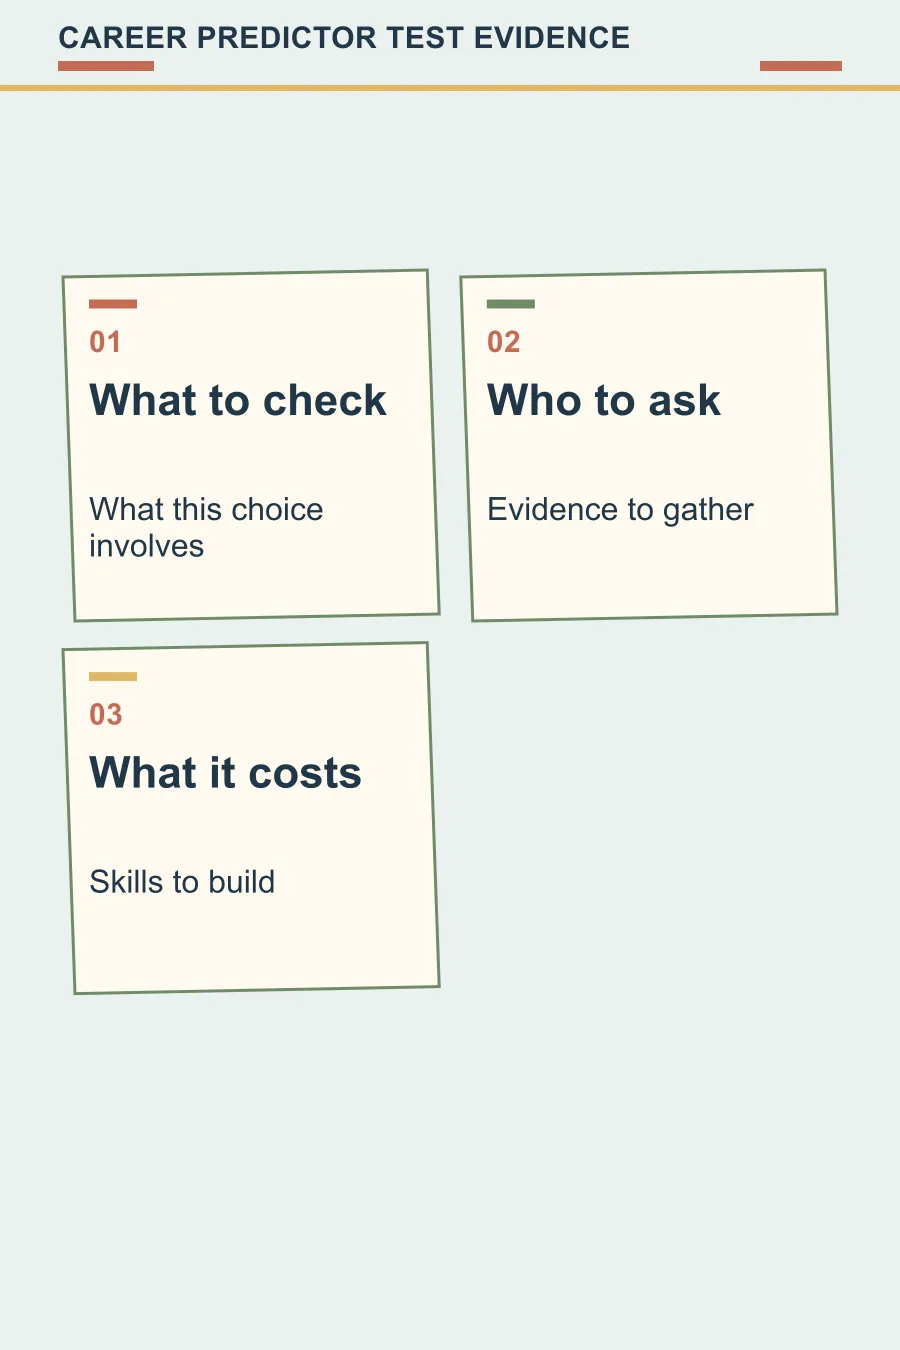 CAREER PREDICTOR TEST EVIDENCE
01
What to check
What this choice
involves
02
Who to ask
Evidence to gather
03
What it costs
Skills to build